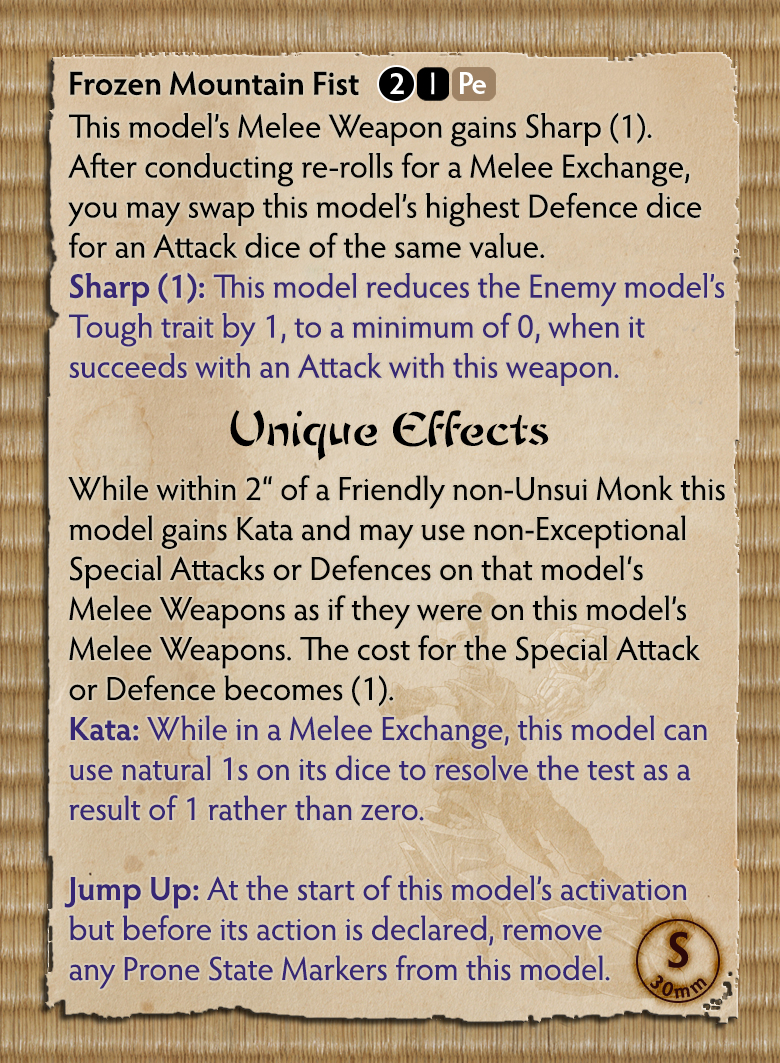 Frozen Mountain Fist 2 1 Pe
This model's Melee Weapon gains Sharp (1).
After conducting re-rolls for a Melee Exchange,
you may swap this model's highest Defence dice
for an Attack dice of the same value.
Sharp (1): This model reduces the Enemy model's
Tough trait by 1, to a minimum of 0, when it
succeeds with an Attack with this weapon.
Unique Effects
While within 2" of a Friendly non-Unsui Monk this
model gains Kata and may use non-Exceptional
Special Attacks or Defences on that model's
Melee Weapons as if they were on this model's
Melee Weapons. The cost for the Special Attack
or Defence becomes (1).
Kata: While in a Melee Exchange, this model can
use natural 1s on its dice to resolve the test as a
result of 1 rather than zero.
Jump Up: At the start of this model's activation
but before its action is declared, remove
any Prone State Markers from this model.
S
30mm